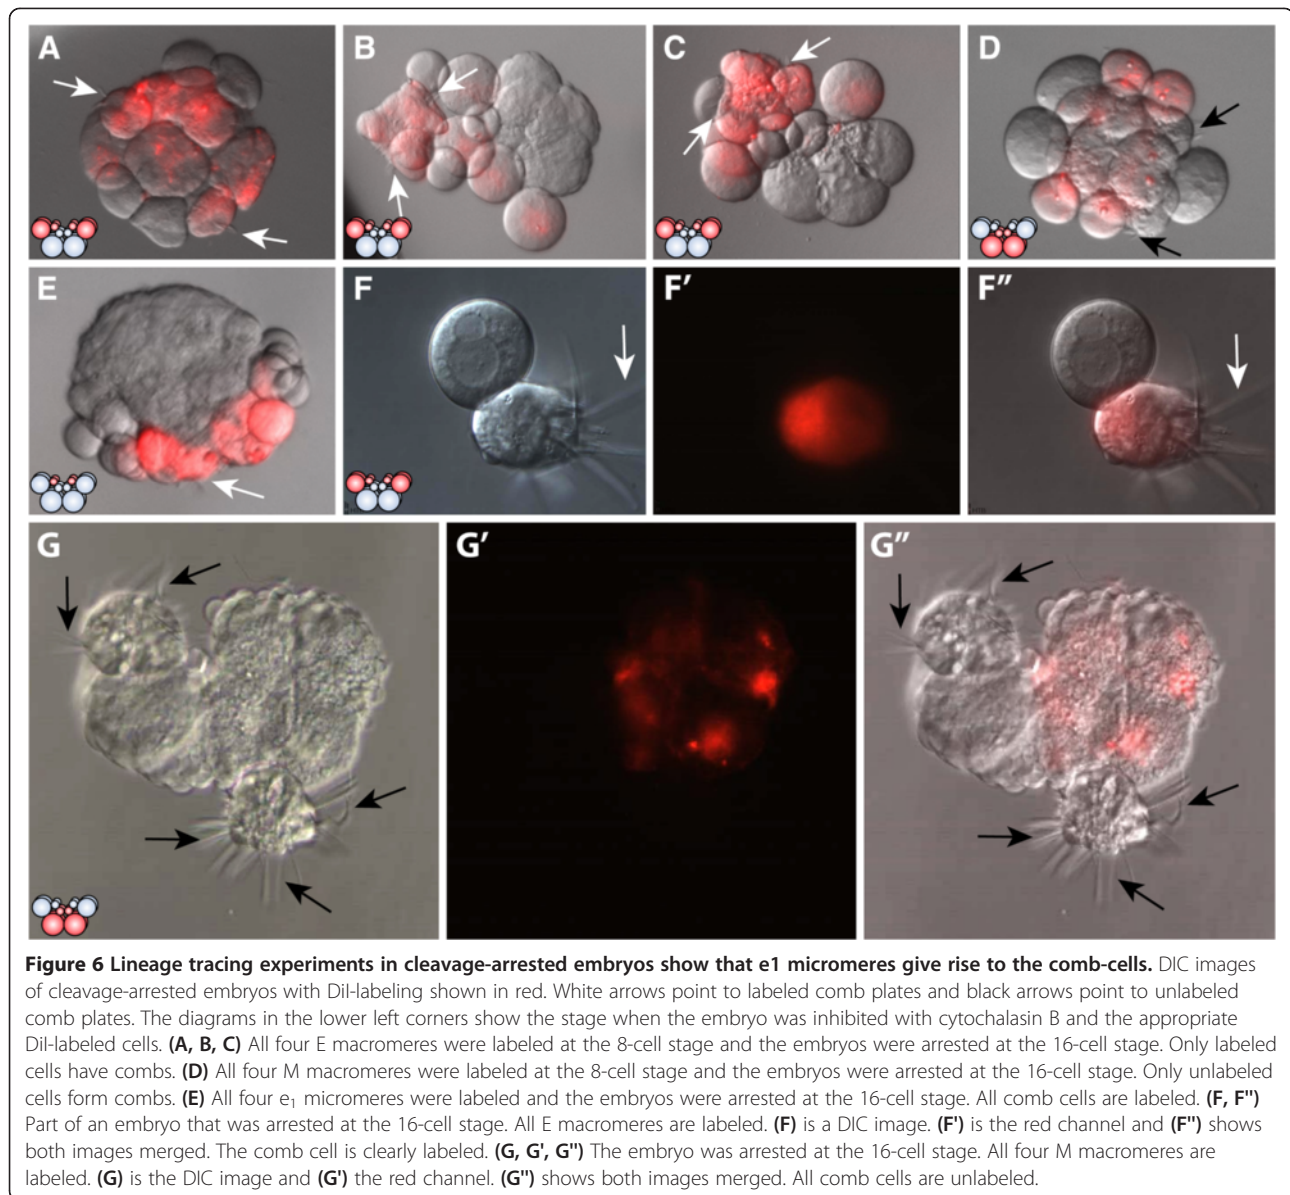 A
B
C
D
E
F
F'
F"
G
G'
G"
Figure 6 Lineage tracing experiments in cleavage-arrested embryos show that e1 micromeres give rise to the comb-cells. DIC images
of cleavage-arrested embryos with DiI-labeling shown in red. White arrows point to labeled comb plates and black arrows point to unlabeled
comb plates. The diagrams in the lower left corners show the stage when the embryo was inhibited with cytochalasin B and the appropriate
DiI-labeled cells. (A, B, C) All four E macromeres were labeled at the 8-cell stage and the embryos were arrested at the 16-cell stage. Only labeled
cells have combs. (D) All four M macromeres were labeled at the 8-cell stage and the embryos were arrested at the 16-cell stage. Only unlabeled
cells form combs. (E) All four e₁ micromeres were labeled and the embryos were arrested at the 16-cell stage. All comb cells are labeled. (F, F")
Part of an embryo that was arrested at the 16-cell stage. All E macromeres are labeled. (F) is a DIC image. (F') is the red channel and (F") shows
both images merged. The comb cell is clearly labeled. (G, G', G") The embryo was arrested at the 16-cell stage. All four M macromeres are
labeled. (G) is the DIC image and (G') the red channel. (G") shows both images merged. All comb cells are unlabeled.